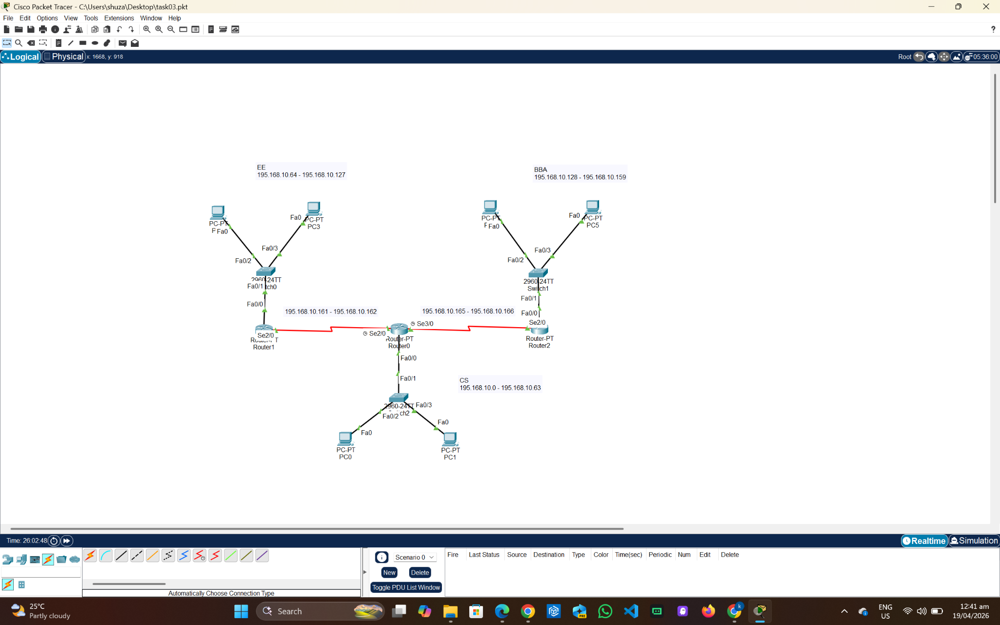 Cisco Packet Tracer - C:\Users\shuza\Desktop\task03.pkt
File Edit Options View Tools Extensions Window Help
?
Logical Physical x: 1668, y: 918
Root 05:36:00
EE
195.168.10.64 - 195.168.10.127
BBA
195.168.10.128 - 195.168.10.159
PC-PT
P Fa0
Fa0
PC-PT
PC3
Fa0/2
Fa0/3
2960-24TT
Fa0/1 tch0
Fa0/0
PC-PT
P Fa0
Fa0
PC-PT
PC5
Fa0/2
Fa0/3
2960-24TT
Switch1
Fa0/1
Fa0/0
195.168.10.161 - 195.168.10.162
195.168.10.165 - 195.168.10.166
Se2/0
Router1
Se2/0
Se3/0
Router-PT
Router0
Se2/0
Router-PT
Router2
Fa0/0
Fa0/1
CS
195.168.10.0 - 195.168.10.63
2960-24TT
Fa0/3
Fa0/2
Fa0
Fa0
PC-PT
PC0
PC-PT
PC1
Time: 26:02:48
Realtime Simulation
Scenario 0
New Delete
Toggle PDU List Window
Fire Last Status Source Destination Type Color Time(sec) Periodic Num Edit Delete
Automatically Choose Connection Type
25°C
Partly cloudy
Search
PRE
k
ENG
US
12:41 am
19/04/2026